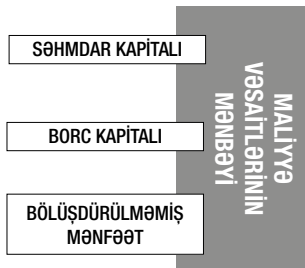 SƏHMDAR KAPİTALI
BORC KAPİTALI
BÖLÜŞDÜRÜLMƏMİŞ
MƏNFƏƏT
MALİYYƏ
VƏSAİTLƏRİNİN
MƏNBƏYİ